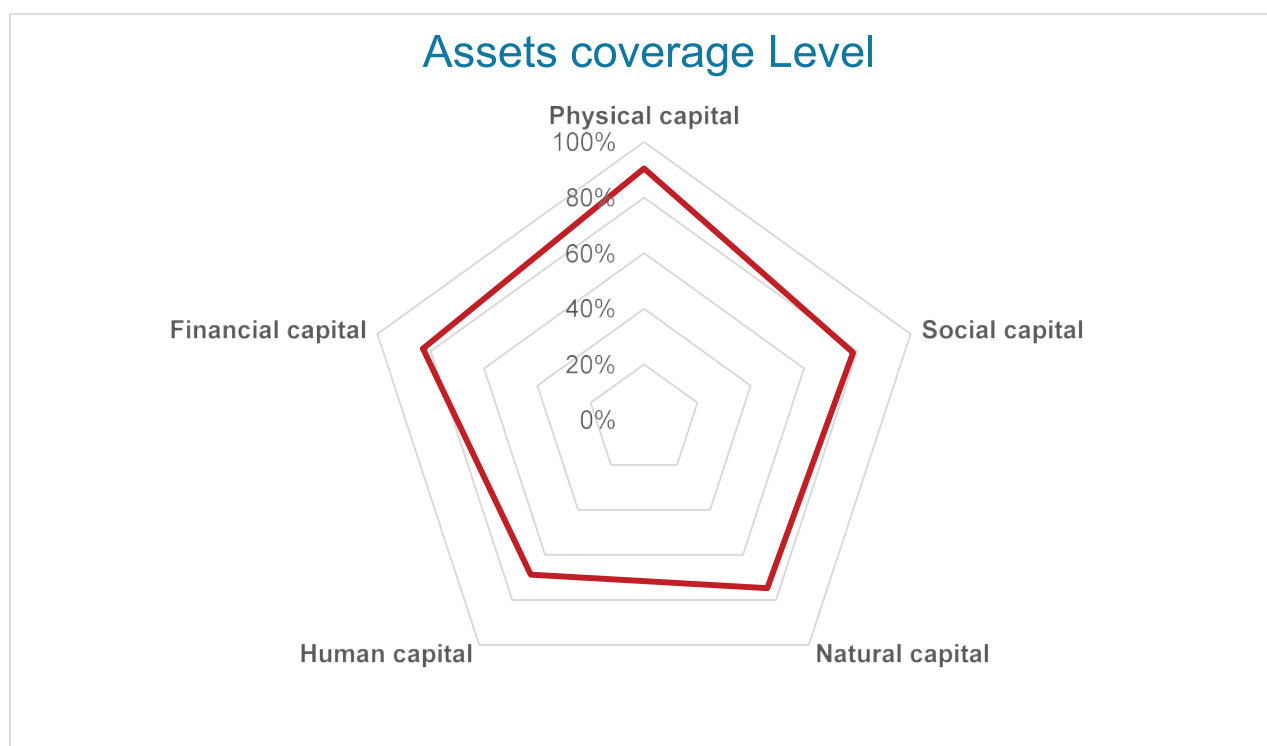 Assets coverage Level
Physical capital
100%
80%
60%
Financial capital
Social capital
40%
20%
0%
Human capital
Natural capital